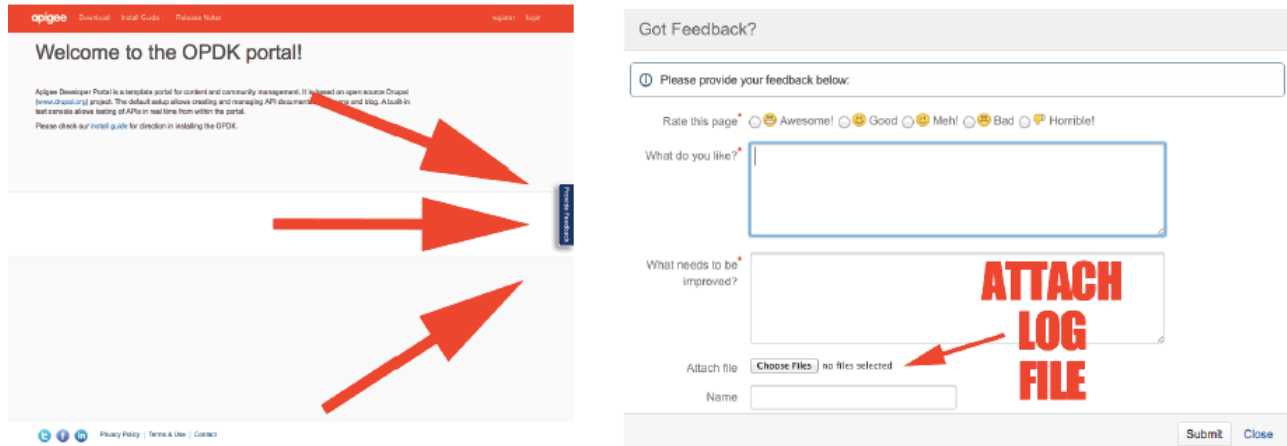 apigee Download Install Guide Release Notes register login
Welcome to the OPDK portal!
Apigee Developer Portal is a template portal for content and community management. It is based on open source Drupal
(www.drupal.org) project. The default setup allows creating and managing API document and blog. A built-in
test console allows testing of APIs in real time from within the portal.
Please check our install guide for direction in installing the OPDK.
Provide Feedback
Privacy Policy | Terms & Use | Contact
Got Feedback?
Please provide your feedback below:
Rate this page* Awesome! Good Meh! Bad Horrible!
What do you like?*
What needs to be*
improved?
ATTACH
LOG
FILE
Attach file Choose Files no files selected
Name
Submit Close